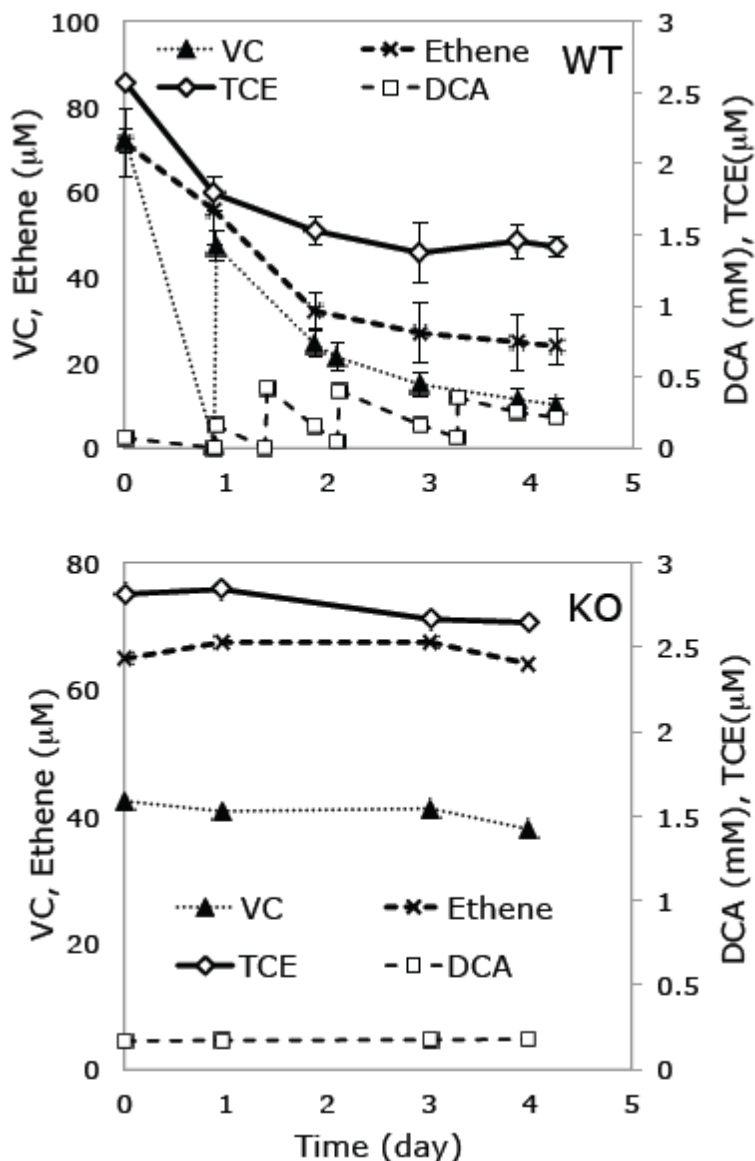 100
80
60
40
20
0
VC, Ethene (μM)
VC Ethene
TCE DCA
WT
3
2.5
2
1.5
1
0.5
0
DCA (mM), TCE(μM)
0 1 2 3 4 5
80
60
40
20
0
VC, Ethene (μM)
KO
VC Ethene
TCE DCA
3
2.5
2
1.5
1
0.5
0
DCA (mM), TCE(μM)
0 1 2 3 4 5
Time (day)